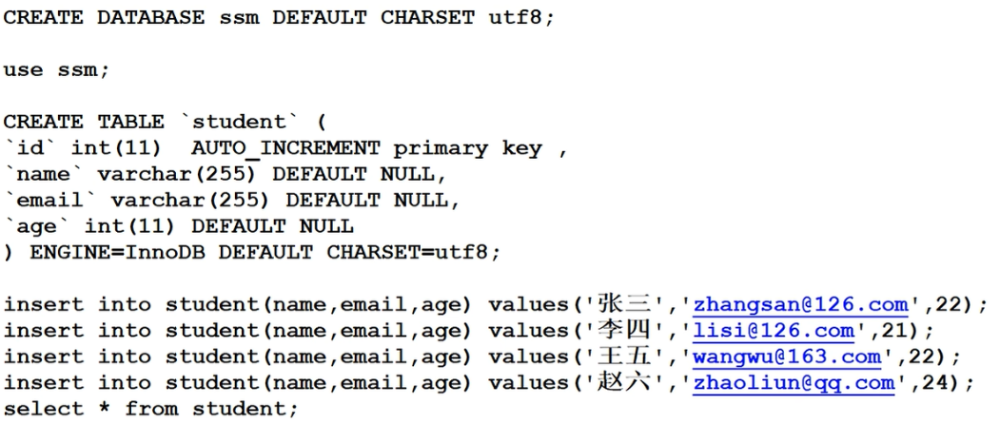 CREATE DATABASE ssm DEFAULT CHARSET utf8;
use ssm;
CREATE TABLE `student` (
`id` int(11)  AUTO_INCREMENT primary key ,
`name` varchar(255) DEFAULT NULL,
`email` varchar(255) DEFAULT NULL,
`age` int(11) DEFAULT NULL
) ENGINE=InnoDB DEFAULT CHARSET=utf8;
insert into student(name,email,age) values('张三','zhangsan@126.com',22);
insert into student(name,email,age) values('李四','lisi@126.com',21);
insert into student(name,email,age) values('王五','wangwu@163.com',22);
insert into student(name,email,age) values('赵六','zhaoliun@qq.com',24);
select * from student;